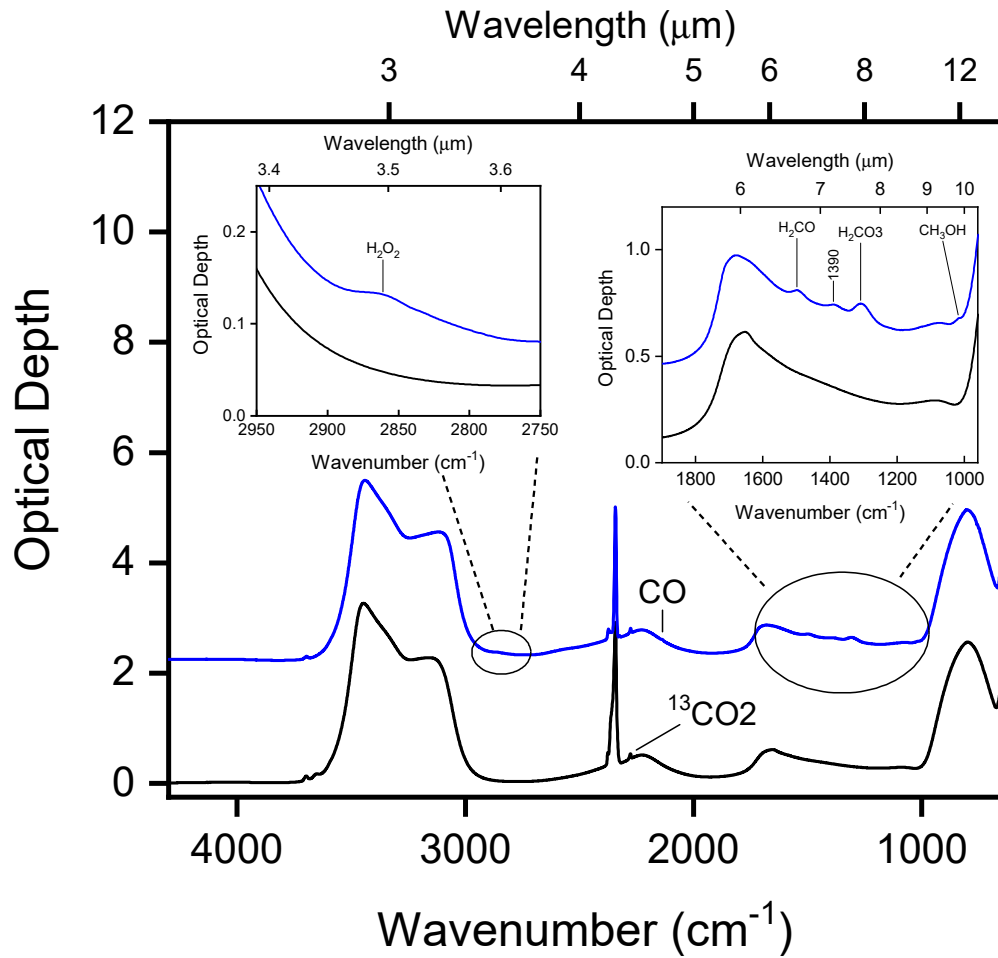 Wavelength (μm)
3 4 5 6 8 12
12
10
8
6
4
2
0
Optical Depth
Wavelength (μm)
3.4 3.5 3.6
0.2
0.1
0.0
Optical Depth
H₂O₂
2950 2900 2850 2800 2750
Wavenumber (cm⁻¹)
Wavelength (μm)
6 7 8 9 10
1.0
0.5
0.0
Optical Depth
H₂CO
1390
H₂CO3
CH₃OH
1800 1600 1400 1200 1000
Wavenumber (cm⁻¹)
CO
¹³CO2
4000 3000 2000 1000
Wavenumber (cm⁻¹)